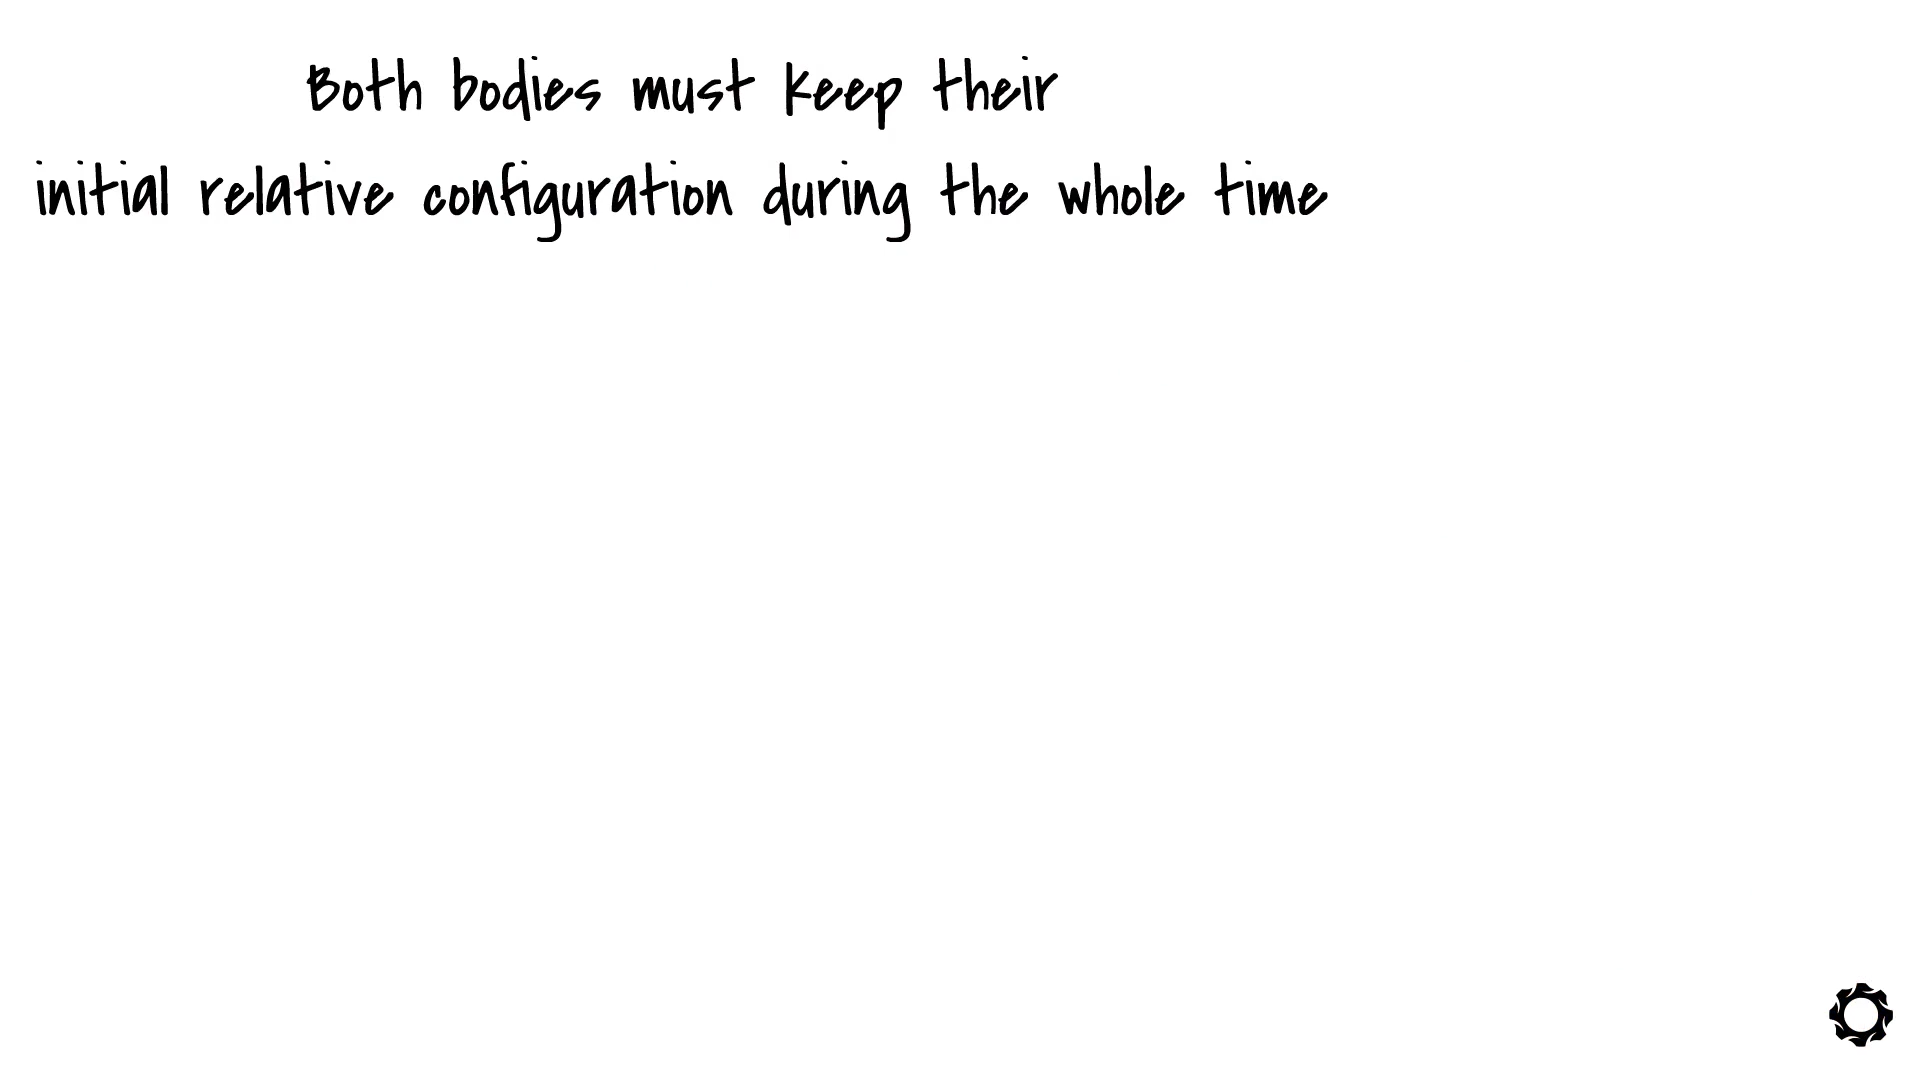 Both bodies must keep their
initial relative configuration during the whole time